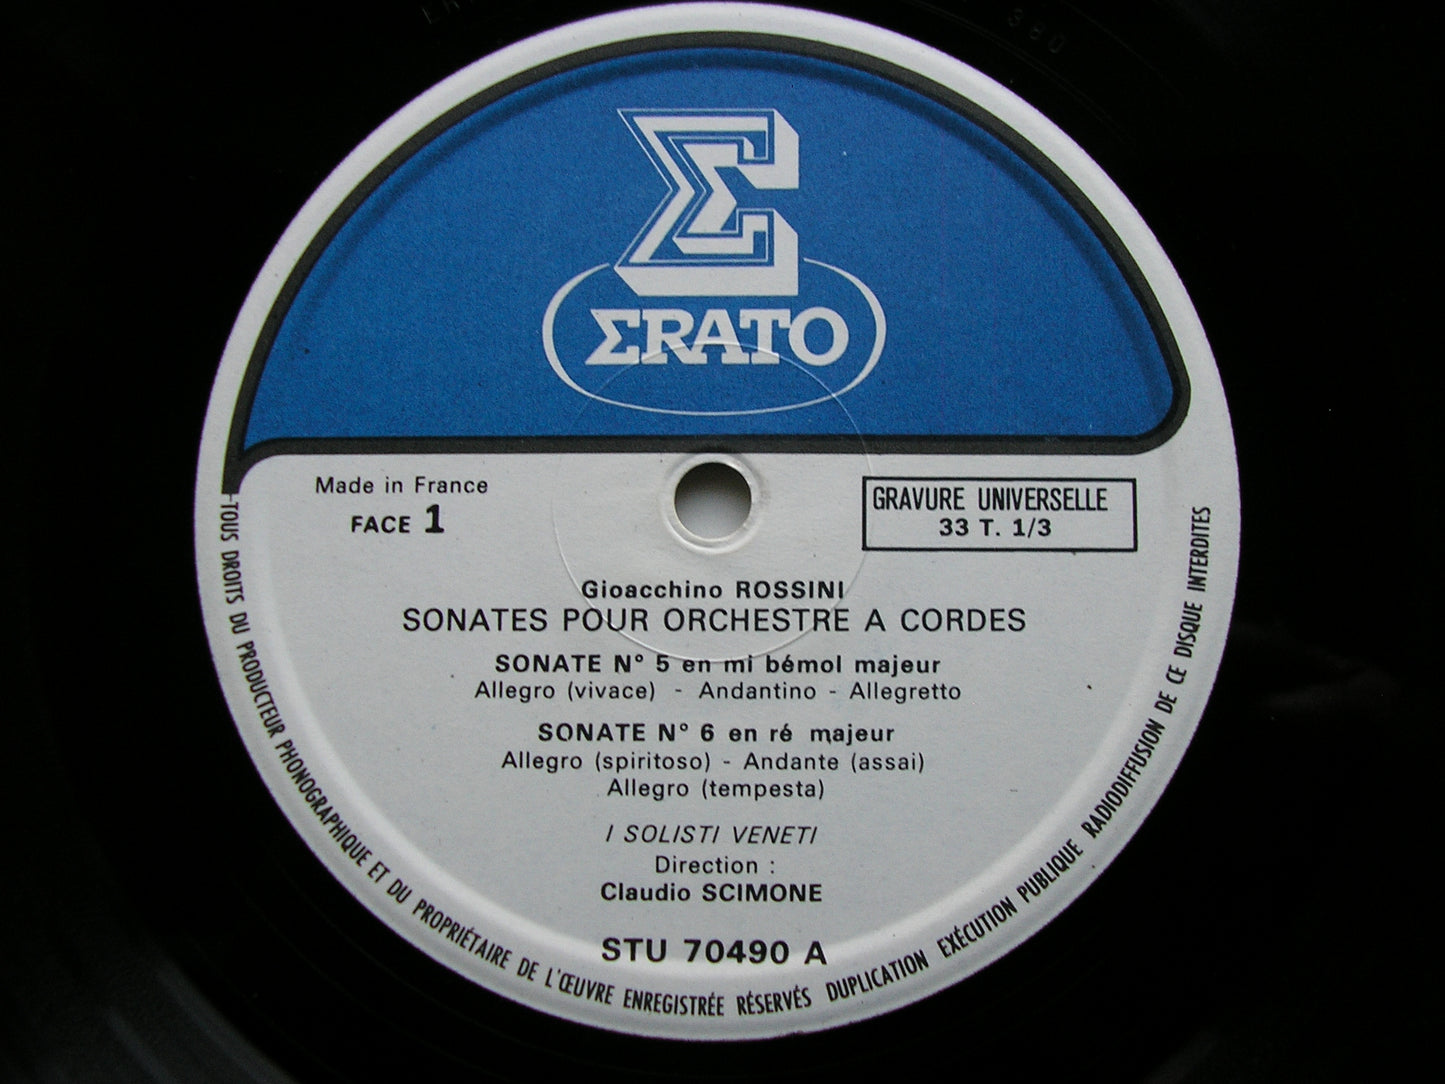 ΣRATO
Made in France
FACE 1
GRAVURE UNIVERSELLE
33 T. 1/3
Gioacchino ROSSINI
SONATES POUR ORCHESTRE A CORDES
SONATE N° 5 en mi bémol majeur
Allegro (vivace) - Andantino - Allegretto
SONATE N° 6 en ré majeur
Allegro (spiritoso) - Andante (assai)
Allegro (tempesta)
I SOLISTI VENETI
Direction :
Claudio SCIMONE
STU 70490 A
TOUS DROITS DU PRODUCTEUR PHONOGRAPHIQUE ET DU PROPRIÉTAIRE DE L'ŒUVRE ENREGISTRÉE RÉSERVÉS DUPLICATION EXÉCUTION PUBLIQUE RADIODIFFUSION DE CE DISQUE INTERDITES